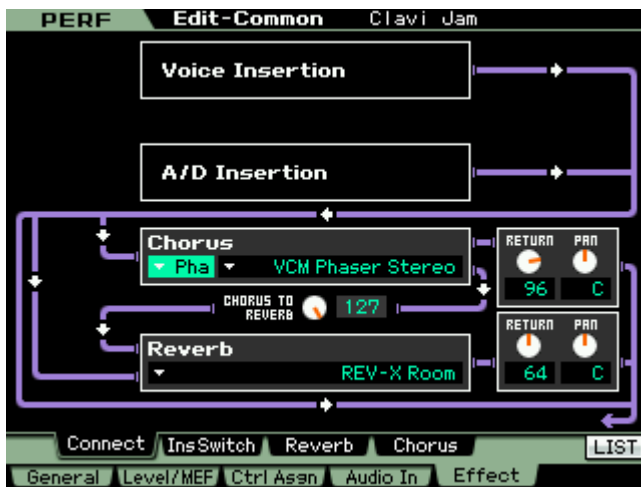 PERF Edit-Common Clavi Jam
Voice Insertion
A/D Insertion
Chorus
Pha VCM Phaser Stereo
RETURN PAN
96 C
CHORUS TO REVERB 127
Reverb
REV-X Room
RETURN PAN
64 C
Connect InsSwitch Reverb Chorus LIST
General Level/MEF Ctrl Asgn Audio In Effect